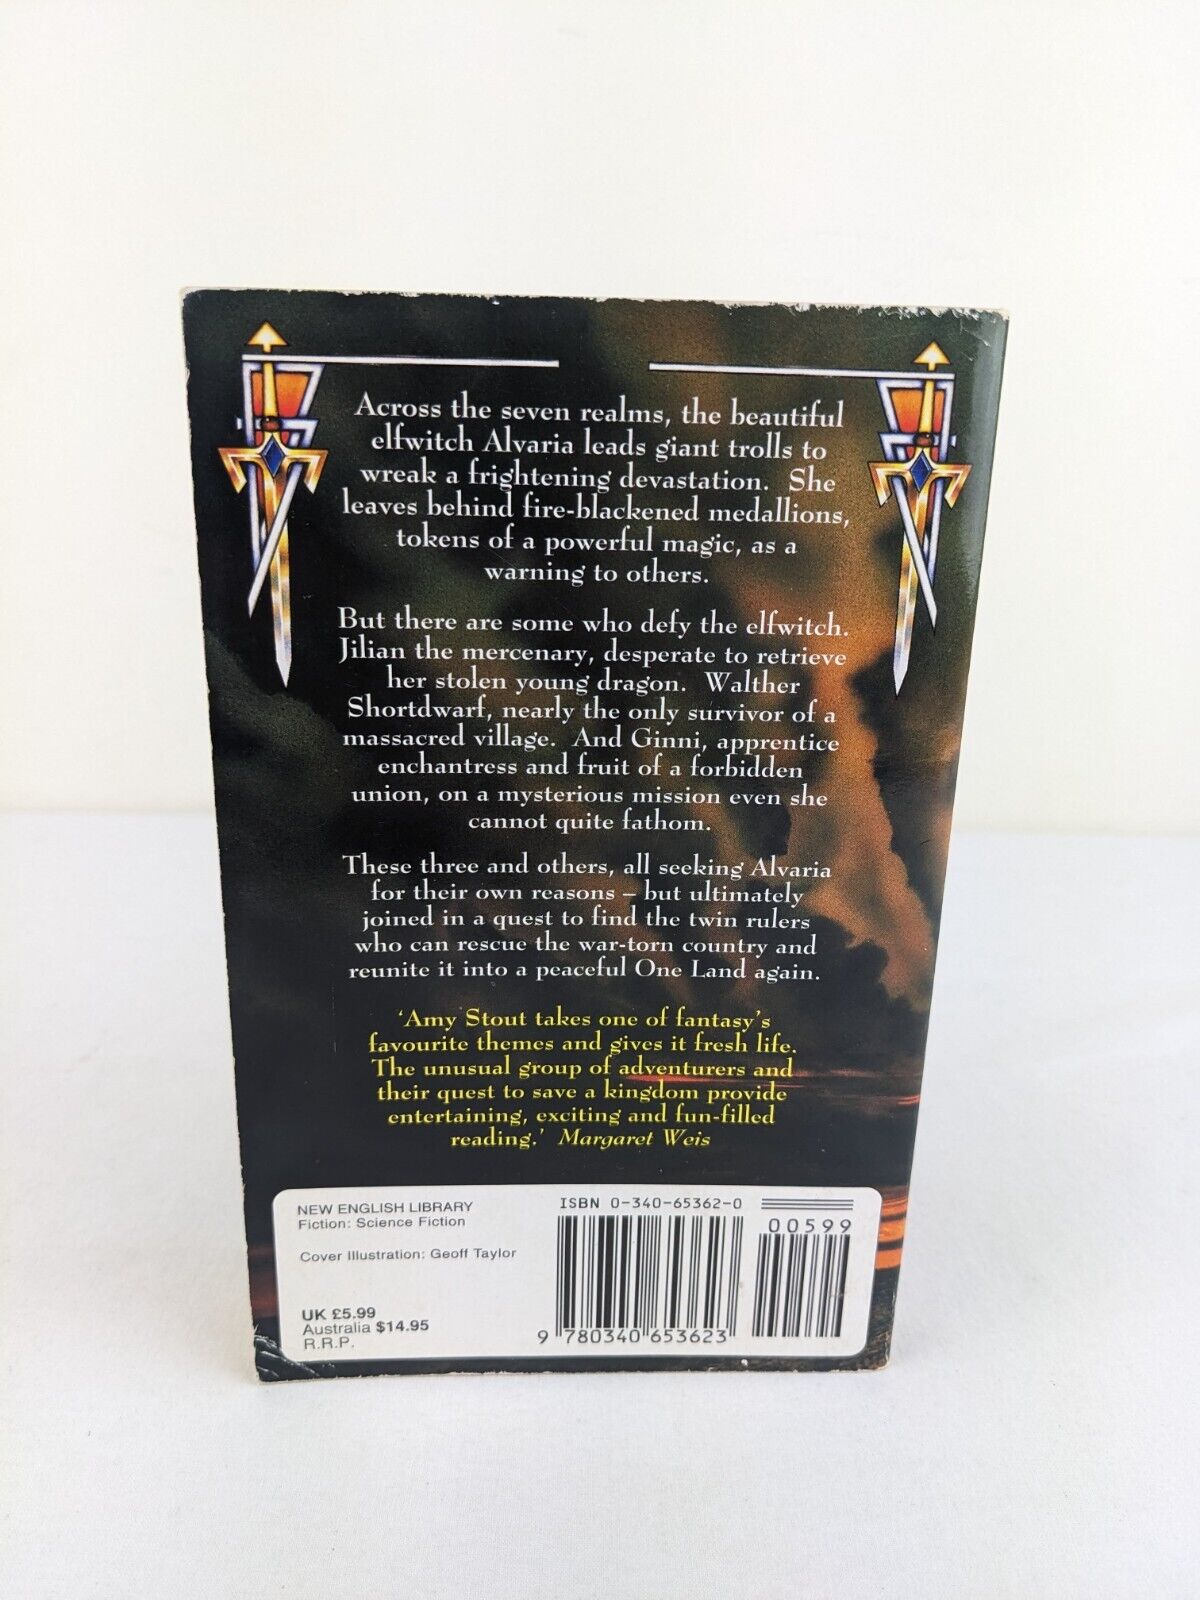 Across the seven realms, the beautiful
elfwitch Alvaria leads giant trolls to
wreak a frightening devastation. She
leaves behind fire-blackened medallions,
tokens of a powerful magic, as a
warning to others.
But there are some who defy the elfwitch.
Jilian the mercenary, desperate to retrieve
her stolen young dragon. Walther
Shortdwarf, nearly the only survivor of a
massacred village. And Ginni, apprentice
enchantress and fruit of a forbidden
union, on a mysterious mission even she
cannot quite fathom.
These three and others, all seeking Alvaria
for their own reasons – but ultimately
joined in a quest to find the twin rulers
who can rescue the war-torn country and
reunite it into a peaceful One Land again.
'Amy Stout takes one of fantasy's
favourite themes and gives it fresh life.
The unusual group of adventurers and
their quest to save a kingdom provide
entertaining, exciting and fun-filled
reading.' Margaret Weis
NEW ENGLISH LIBRARY
Fiction: Science Fiction
Cover Illustration: Geoff Taylor
UK £5.99
Australia $14.95
R.R.P.
ISBN 0-340-65362-0
00599
9 780340 653623